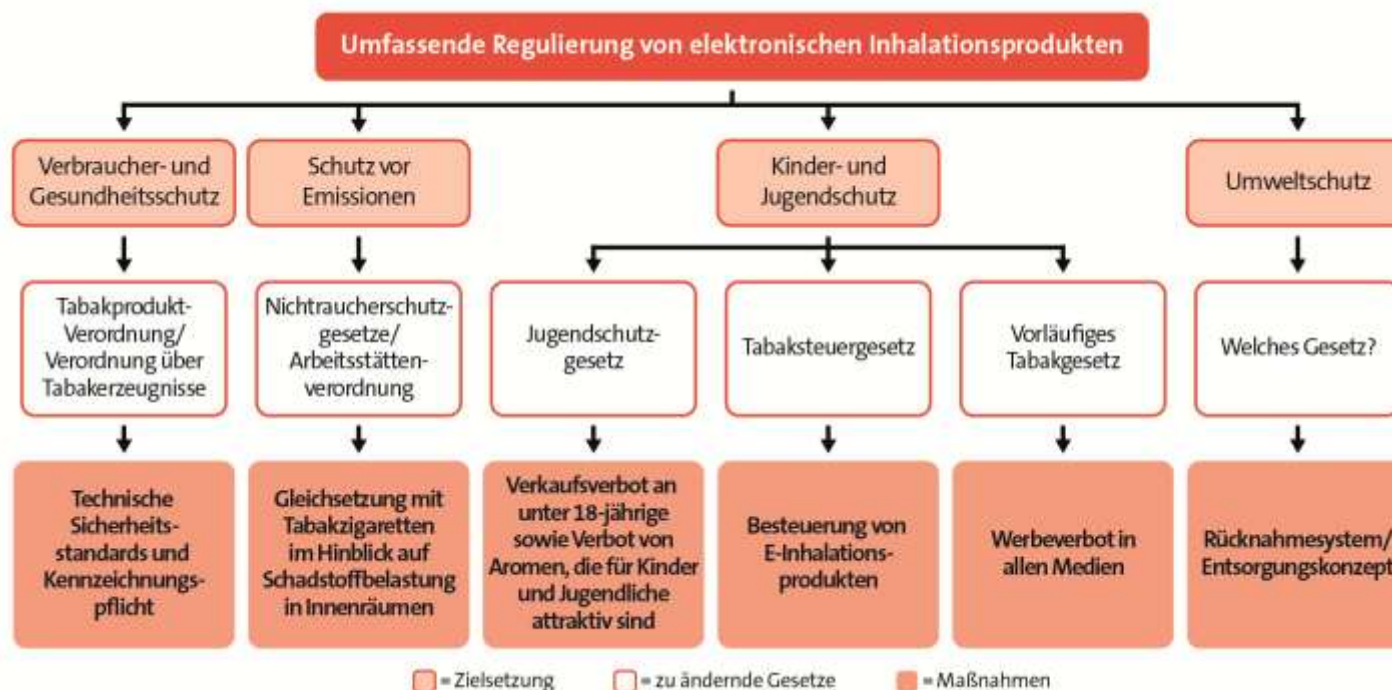 Umfassende Regulierung von elektronischen Inhalationsprodukten
Verbraucher- und
Gesundheitsschutz
Schutz vor
Emissionen
Kinder- und
Jugendschutz
Umweltschutz
Tabakprodukt-
Verordnung/
Verordnung über
Tabakerzeugnisse
Nichtraucherschutz-
gesetze/
Arbeitsstätten-
verordnung
Jugendschutz-
gesetz
Tabaksteuergesetz
Vorläufiges
Tabakgesetz
Welches Gesetz?
Technische
Sicherheits-
standards und
Kennzeichnungs-
pflicht
Gleichsetzung mit
Tabakzigaretten
im Hinblick auf
Schadstoffbelastung
in Innenräumen
Verkaufsverbot an
unter 18-jährige
sowie Verbot von
Aromen, die für Kinder
und Jugendliche
attraktiv sind
Besteuerung von
E-Inhalations-
produkten
Werbeverbot in
allen Medien
Rücknahmesystem/
Entsorgungskonzept
= Zielsetzung
= zu ändernde Gesetze
= Maßnahmen